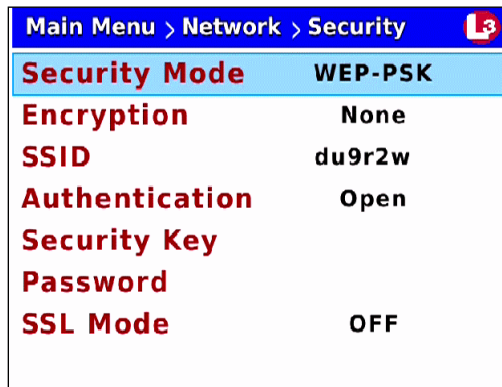 Main Menu > Network > Security L3
Security Mode WEP-PSK
Encryption None
SSID du9r2w
Authentication Open
Security Key
Password
SSL Mode OFF